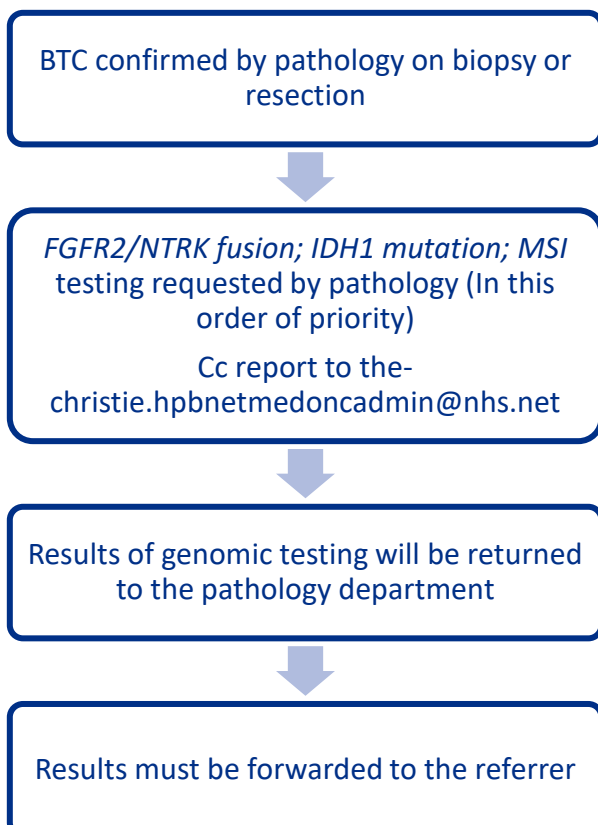 BTC confirmed by pathology on biopsy or
resection
FGFR2/NTRK fusion; IDH1 mutation; MSI
testing requested by pathology (In this
order of priority)
Cc report to the-
christie.hpbnetmedoncadmin@nhs.net
Results of genomic testing will be returned
to the pathology department
Results must be forwarded to the referrer